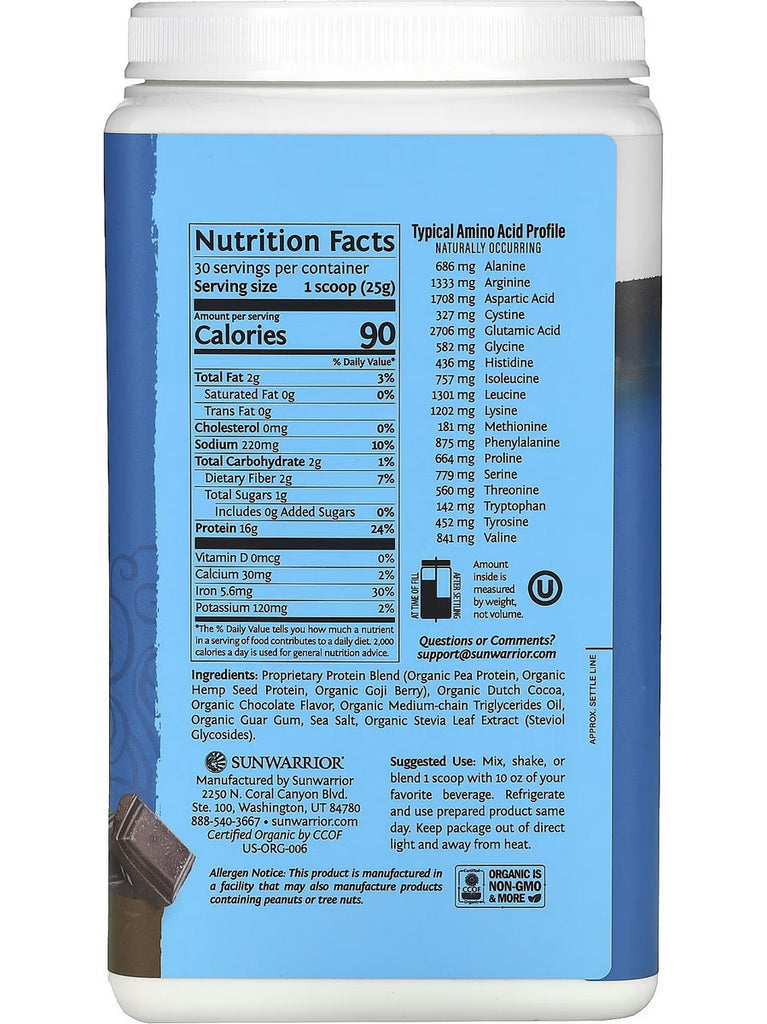 Nutrition Facts
30 servings per container
Serving size 1 scoop (25g)
Amount per serving
Calories 90
% Daily Value*
Total Fat 2g 3%
Saturated Fat 0g 0%
Trans Fat 0g
Cholesterol 0mg 0%
Sodium 220mg 10%
Total Carbohydrate 2g 1%
Dietary Fiber 2g 7%
Total Sugars 1g
Includes 0g Added Sugars 0%
Protein 16g 24%
Vitamin D 0mcg 0%
Calcium 30mg 2%
Iron 5.6mg 30%
Potassium 120mg 2%
*The % Daily Value tells you how much a nutrient
in a serving of food contributes to a daily diet. 2,000
calories a day is used for general nutrition advice.
Typical Amino Acid Profile
NATURALLY OCCURRING
686 mg Alanine
1333 mg Arginine
1708 mg Aspartic Acid
327 mg Cystine
2706 mg Glutamic Acid
582 mg Glycine
436 mg Histidine
757 mg Isoleucine
1301 mg Leucine
1202 mg Lysine
181 mg Methionine
875 mg Phenylalanine
664 mg Proline
779 mg Serine
560 mg Threonine
142 mg Tryptophan
452 mg Tyrosine
841 mg Valine
AT TIME OF FILL
AFTER SETTLING
Amount
inside is
measured
by weight,
not volume.
U
Questions or Comments?
support@sunwarrior.com
APPROX. SETTLE LINE
Ingredients: Proprietary Protein Blend (Organic Pea Protein, Organic
Hemp Seed Protein, Organic Goji Berry), Organic Dutch Cocoa,
Organic Chocolate Flavor, Organic Medium-chain Triglycerides Oil,
Organic Guar Gum, Sea Salt, Organic Stevia Leaf Extract (Steviol
Glycosides).
SUNWARRIOR
Manufactured by Sunwarrior
2250 N. Coral Canyon Blvd.
Ste. 100, Washington, UT 84780
888-540-3667 • sunwarrior.com
Certified Organic by CCOF
US-ORG-006
Suggested Use: Mix, shake, or
blend 1 scoop with 10 oz of your
favorite beverage. Refrigerate
and use prepared product same
day. Keep package out of direct
light and away from heat.
Allergen Notice: This product is manufactured in
a facility that may also manufacture products
containing peanuts or tree nuts.
Certified
CCOF
Organic
ORGANIC IS
NON-GMO
& MORE